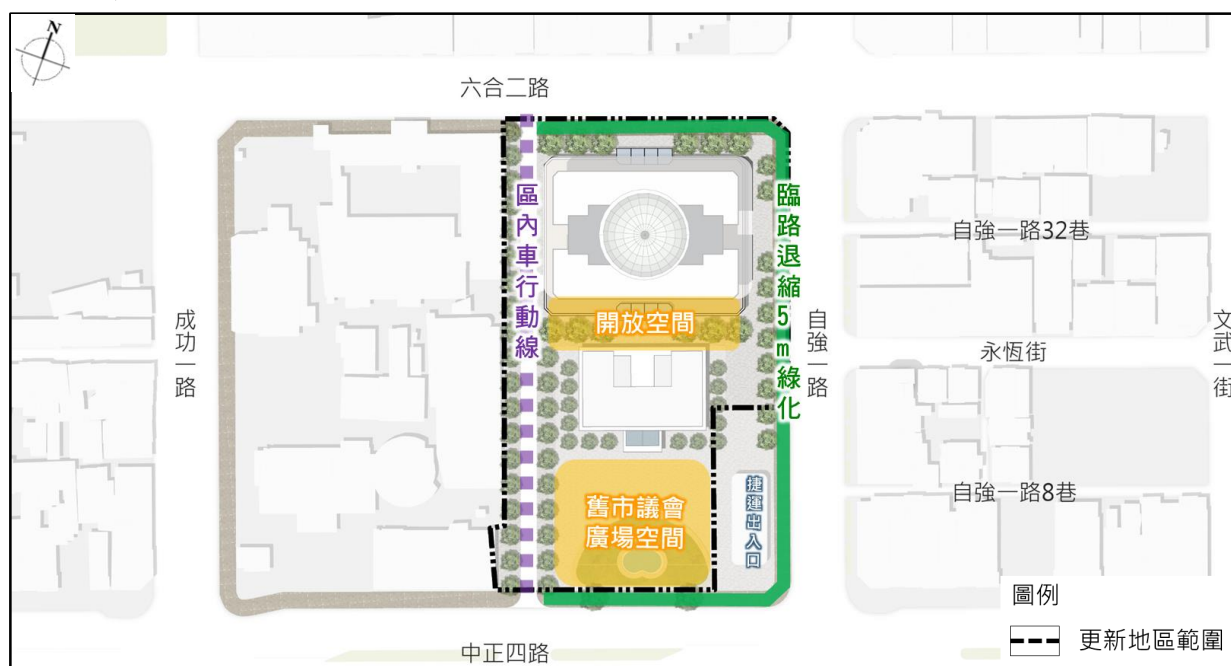 N
六合二路
區內車行動線
臨路退縮5m綠化
自強一路32巷
成功一路
開放空間
自強一路
永恆街
文武一街
舊市議會
廣場空間
捷運出入口
自強一路8巷
圖例
更新地區範圍
中正四路